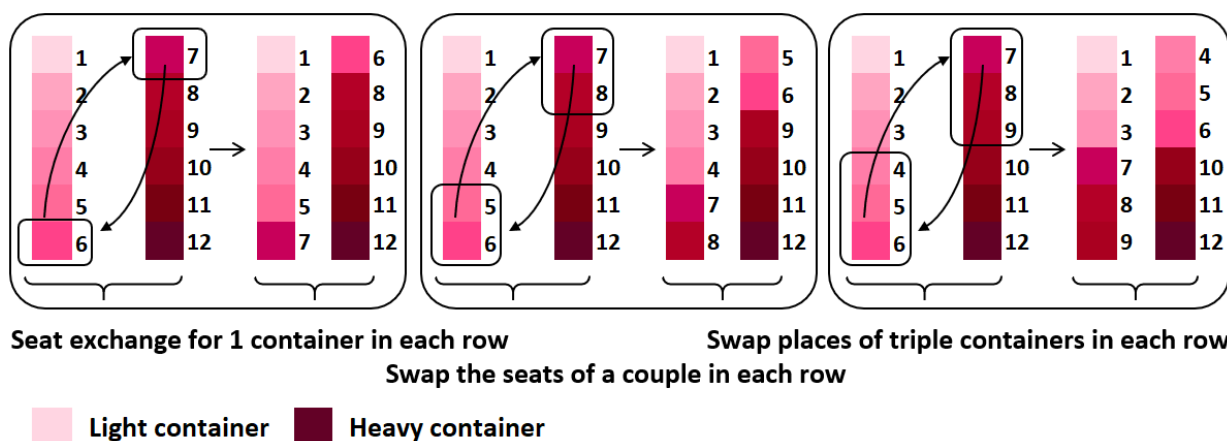 1 7 1 6
2 8 2 8
3 9 3 9
4 10 4 10
5 11 5 11
6 12 7 12
1 7 1 5
2 8 2 6
3 9 3 9
4 10 4 10
5 11 7 11
6 12 8 12
1 7 1 4
2 8 2 5
3 9 3 6
4 10 7 10
5 11 8 11
6 12 9 12
Seat exchange for 1 container in each row
Swap places of triple containers in each row
Swap the seats of a couple in each row
Light container
Heavy container